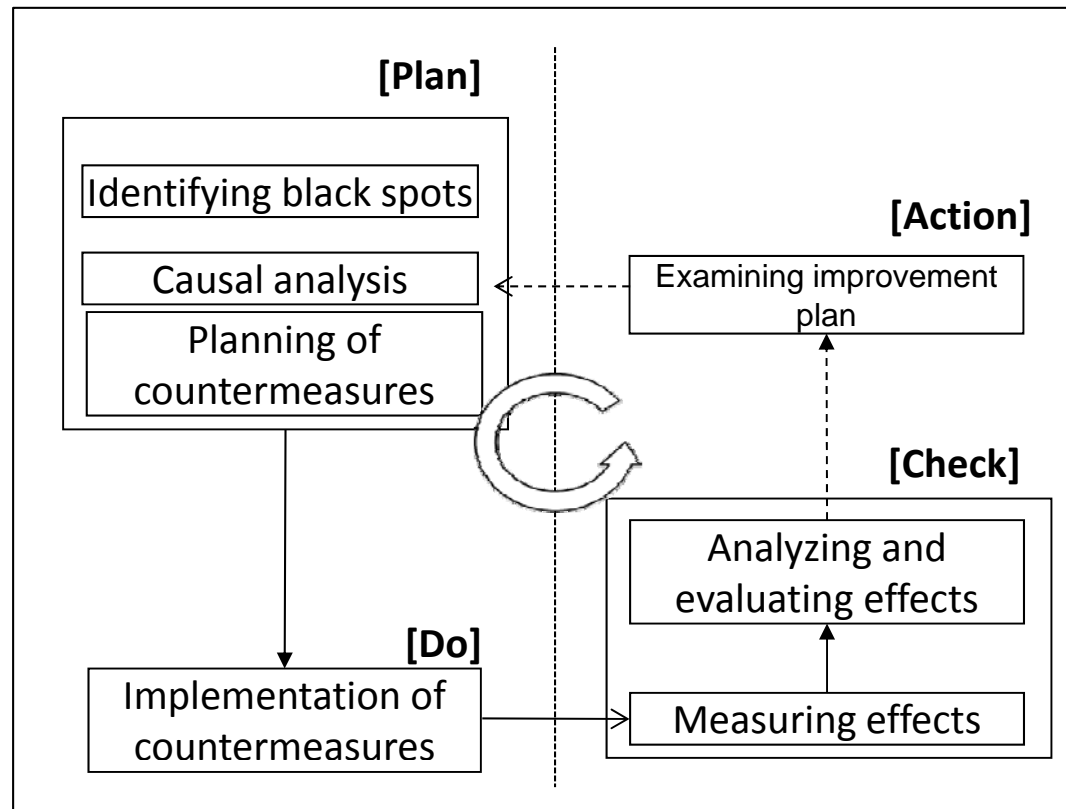 [Plan]
Identifying black spots
Causal analysis
Planning of
countermeasures
[Do]
Implementation of
countermeasures
[Action]
Examining improvement
plan
[Check]
Analyzing and
evaluating effects
Measuring effects